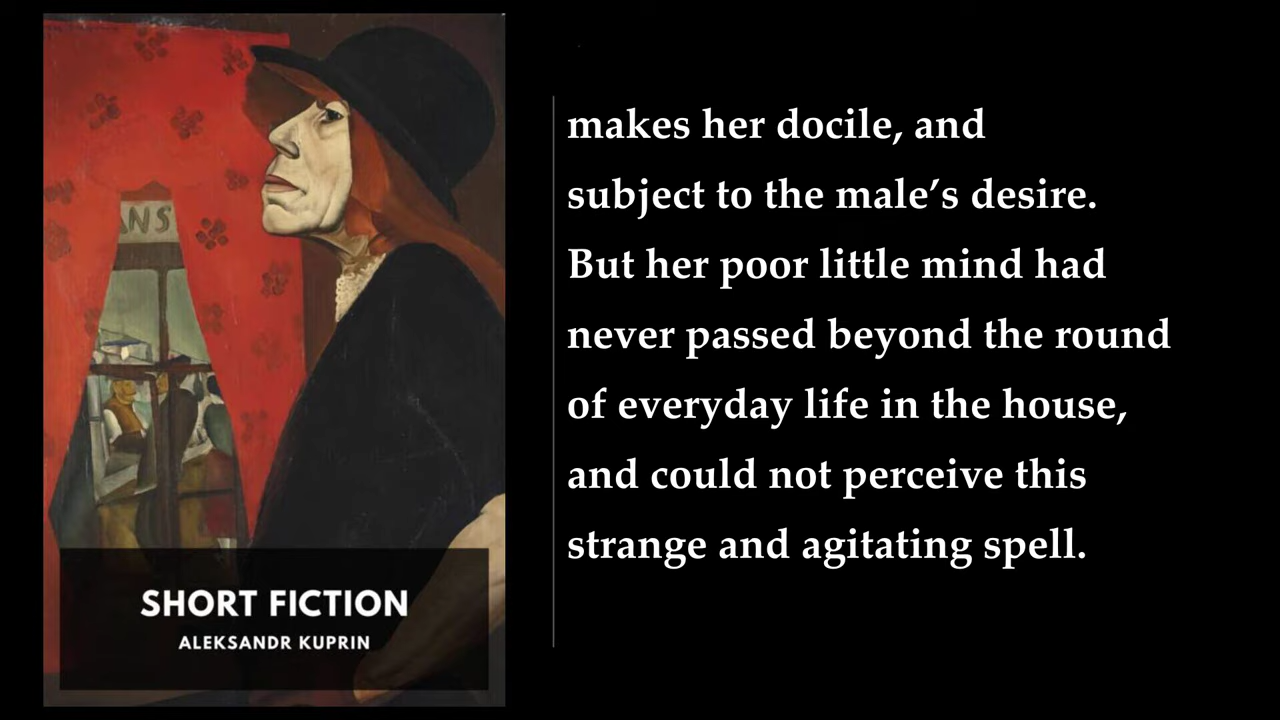 ANS
SHORT FICTION
ALEKSANDR KUPRIN
makes her docile, and
subject to the male’s desire.
But her poor little mind had
never passed beyond the round
of everyday life in the house,
and could not perceive this
strange and agitating spell.